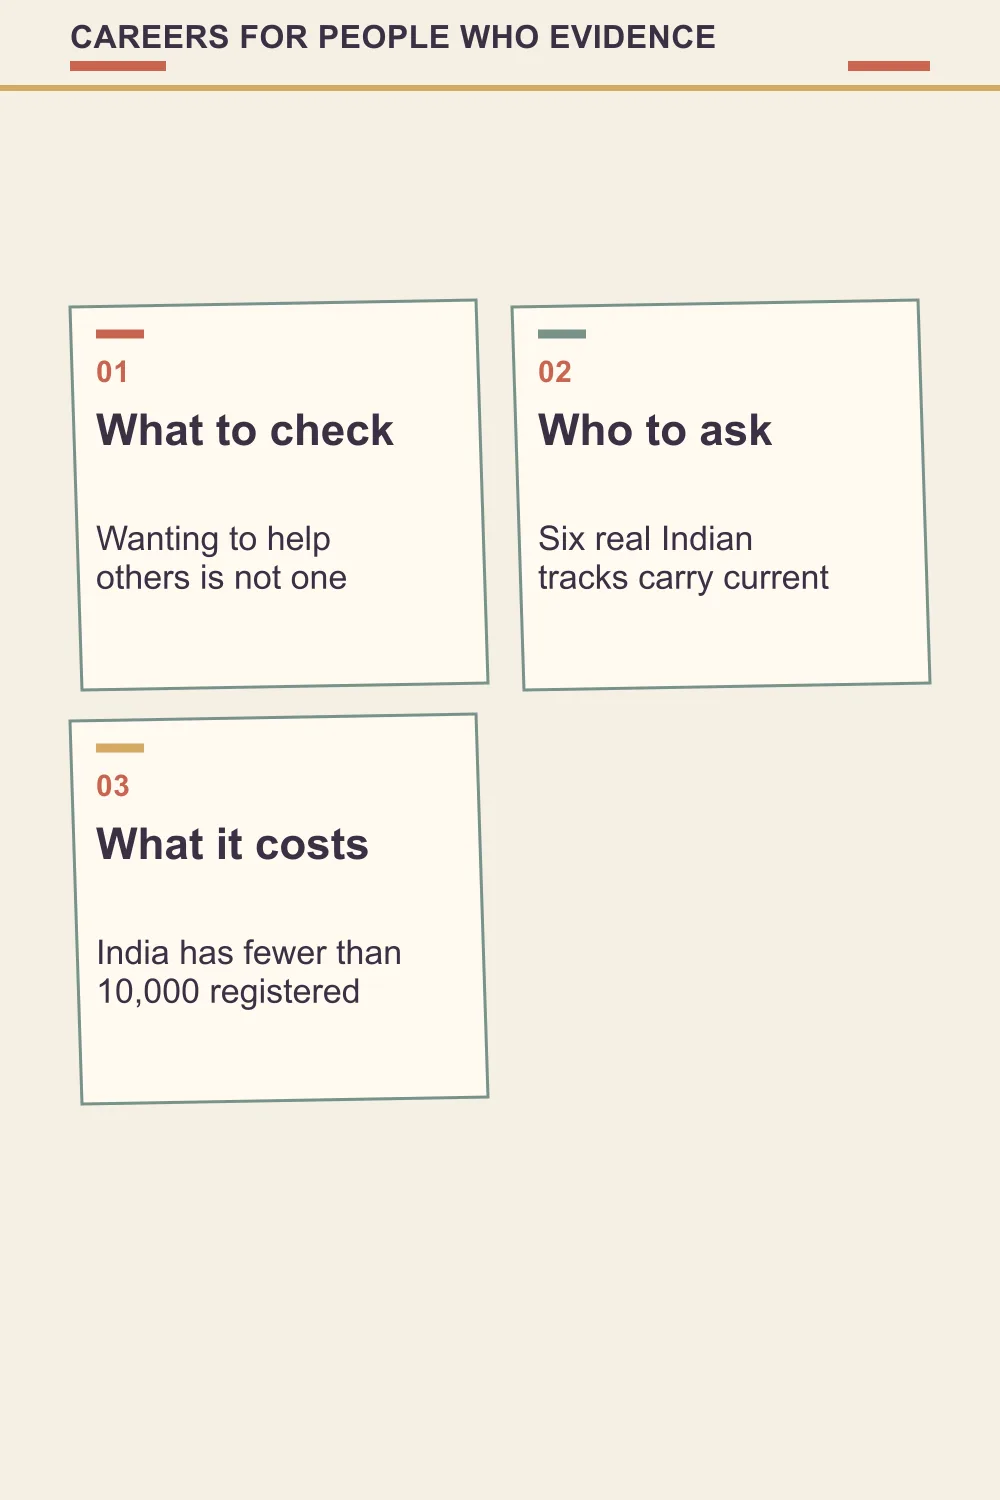 CAREERS FOR PEOPLE WHO EVIDENCE
01
What to check
Wanting to help
others is not one
02
Who to ask
Six real Indian
tracks carry current
03
What it costs
India has fewer than
10,000 registered